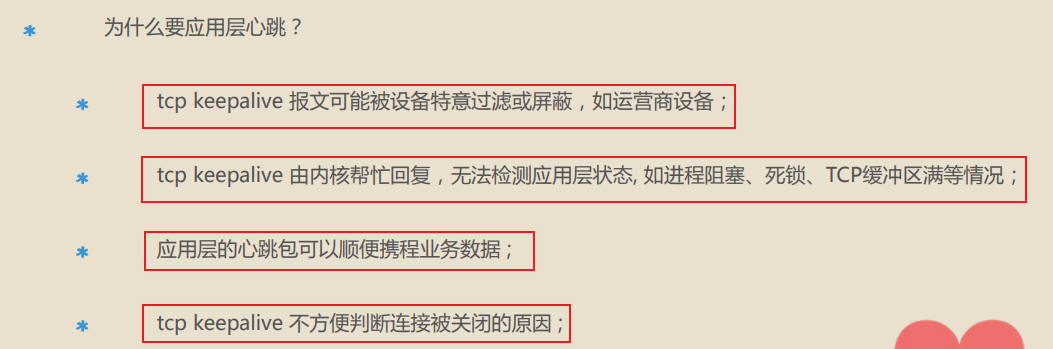 为什么要应用层心跳？
tcp keepalive 报文可能被设备特意过滤或屏蔽，如运营商设备；
tcp keepalive 由内核帮忙回复，无法检测应用层状态, 如进程阻塞、死锁、TCP缓冲区满等情况；
应用层的心跳包可以顺便携程业务数据；
tcp keepalive 不方便判断连接被关闭的原因；